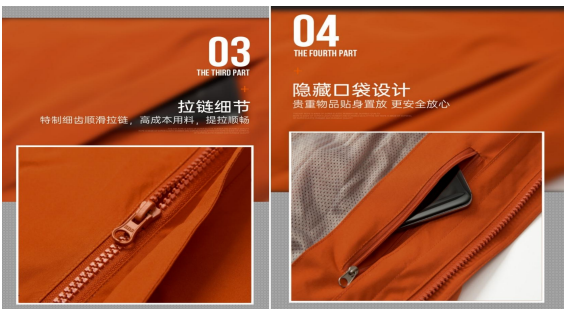 03
THE THIRD PART
拉链细节
特制细齿顺滑拉链，高成本用料，提拉顺畅
04
THE FOURTH PART
隐藏口袋设计
贵重物品贴身置放 更安全放心